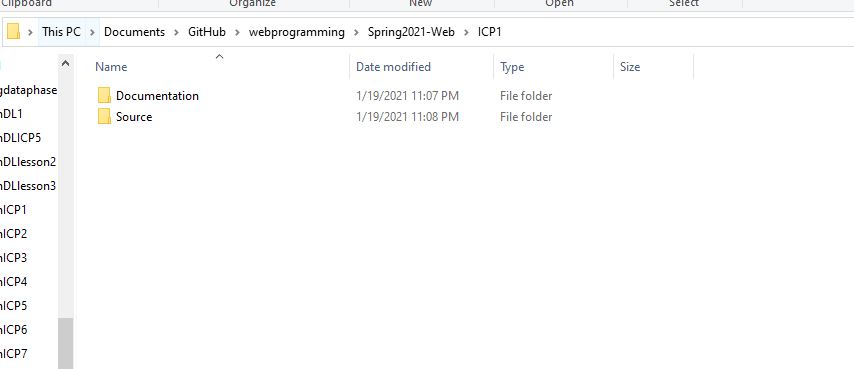 Clipboard Organize New Open Select
This PC > Documents > GitHub > webprogramming > Spring2021-Web > ICP1
Name Date modified Type Size
Documentation 1/19/2021 11:07 PM File folder
Source 1/19/2021 11:08 PM File folder
gdataphase
nDL1
nDLICP5
nDLlesson2
nDLlesson3
nICP1
nICP2
nICP3
nICP4
nICP5
nICP6
nICP7